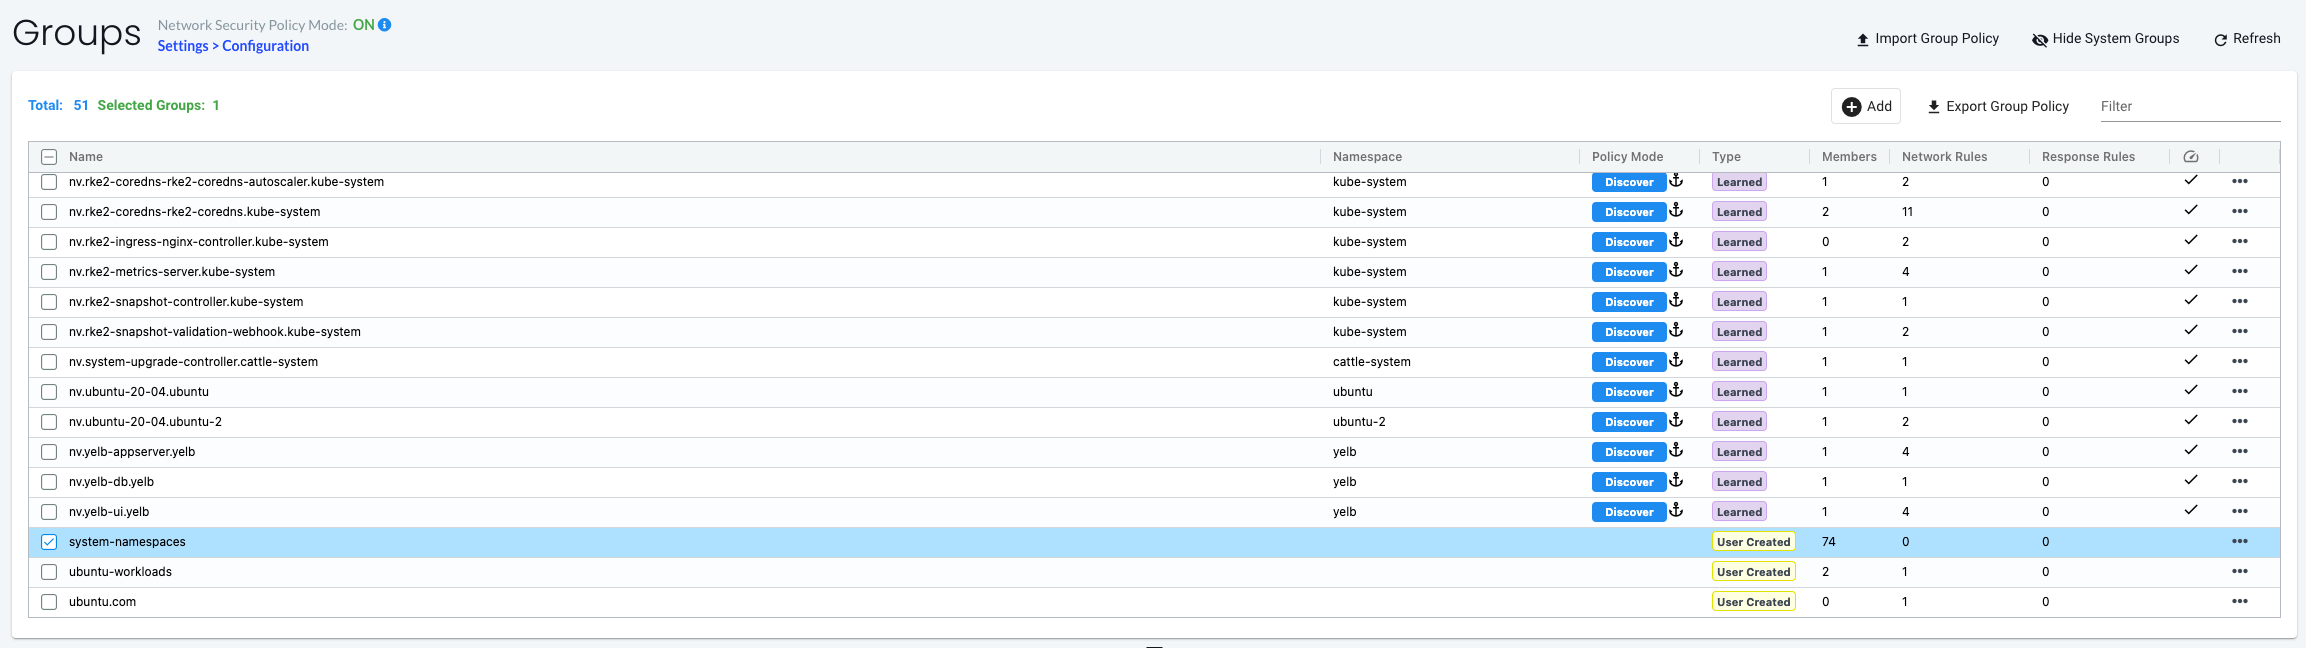 Groups
Network Security Policy Mode: ON
Settings > Configuration
Import Group Policy Hide System Groups Refresh
Total: 51 Selected Groups: 1
Add Export Group Policy Filter
Name Namespace Policy Mode Type Members Network Rules Response Rules
nv.rke2-coredns-rke2-coredns-autoscaler.kube-system kube-system Discover Learned 1 2 0
nv.rke2-coredns-rke2-coredns.kube-system kube-system Discover Learned 2 11 0
nv.rke2-ingress-nginx-controller.kube-system kube-system Discover Learned 0 2 0
nv.rke2-metrics-server.kube-system kube-system Discover Learned 1 4 0
nv.rke2-snapshot-controller.kube-system kube-system Discover Learned 1 1 0
nv.rke2-snapshot-validation-webhook.kube-system kube-system Discover Learned 1 2 0
nv.system-upgrade-controller.cattle-system cattle-system Discover Learned 1 1 0
nv.ubuntu-20-04.ubuntu ubuntu Discover Learned 1 1 0
nv.ubuntu-20-04.ubuntu-2 ubuntu-2 Discover Learned 1 2 0
nv.yelb-appserver.yelb yelb Discover Learned 1 4 0
nv.yelb-db.yelb yelb Discover Learned 1 1 0
nv.yelb-ui.yelb yelb Discover Learned 1 4 0
system-namespaces User Created 74 0 0
ubuntu-workloads User Created 2 1 0
ubuntu.com User Created 0 1 0